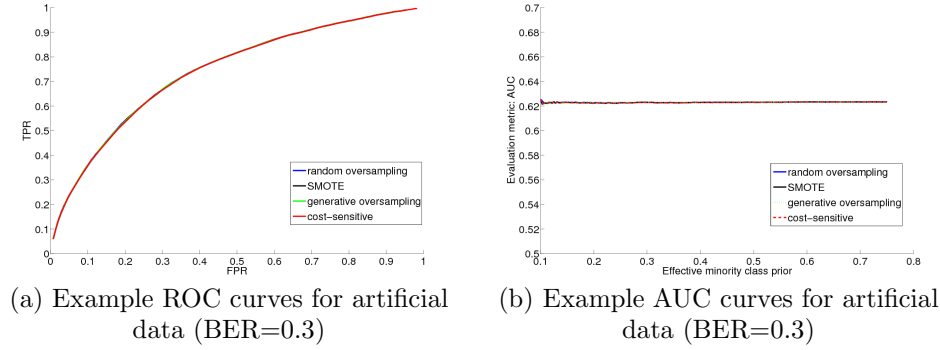 1
0.9
0.8
0.7
0.6
0.5
0.4
0.3
0.2
0.1
0
TPR
0 0.1 0.2 0.3 0.4 0.5 0.6 0.7 0.8 0.9 1
FPR
random oversampling
SMOTE
generative oversampling
cost-sensitive
(a) Example ROC curves for artificial
data (BER=0.3)
0.7
0.68
0.66
0.64
0.62
0.6
0.58
0.56
0.54
0.52
0.5
Evaluation metric: AUC
0.1 0.2 0.3 0.4 0.5 0.6 0.7 0.8
Effective minority class prior
random oversampling
SMOTE
generative oversampling
cost-sensitive
(b) Example AUC curves for artificial
data (BER=0.3)